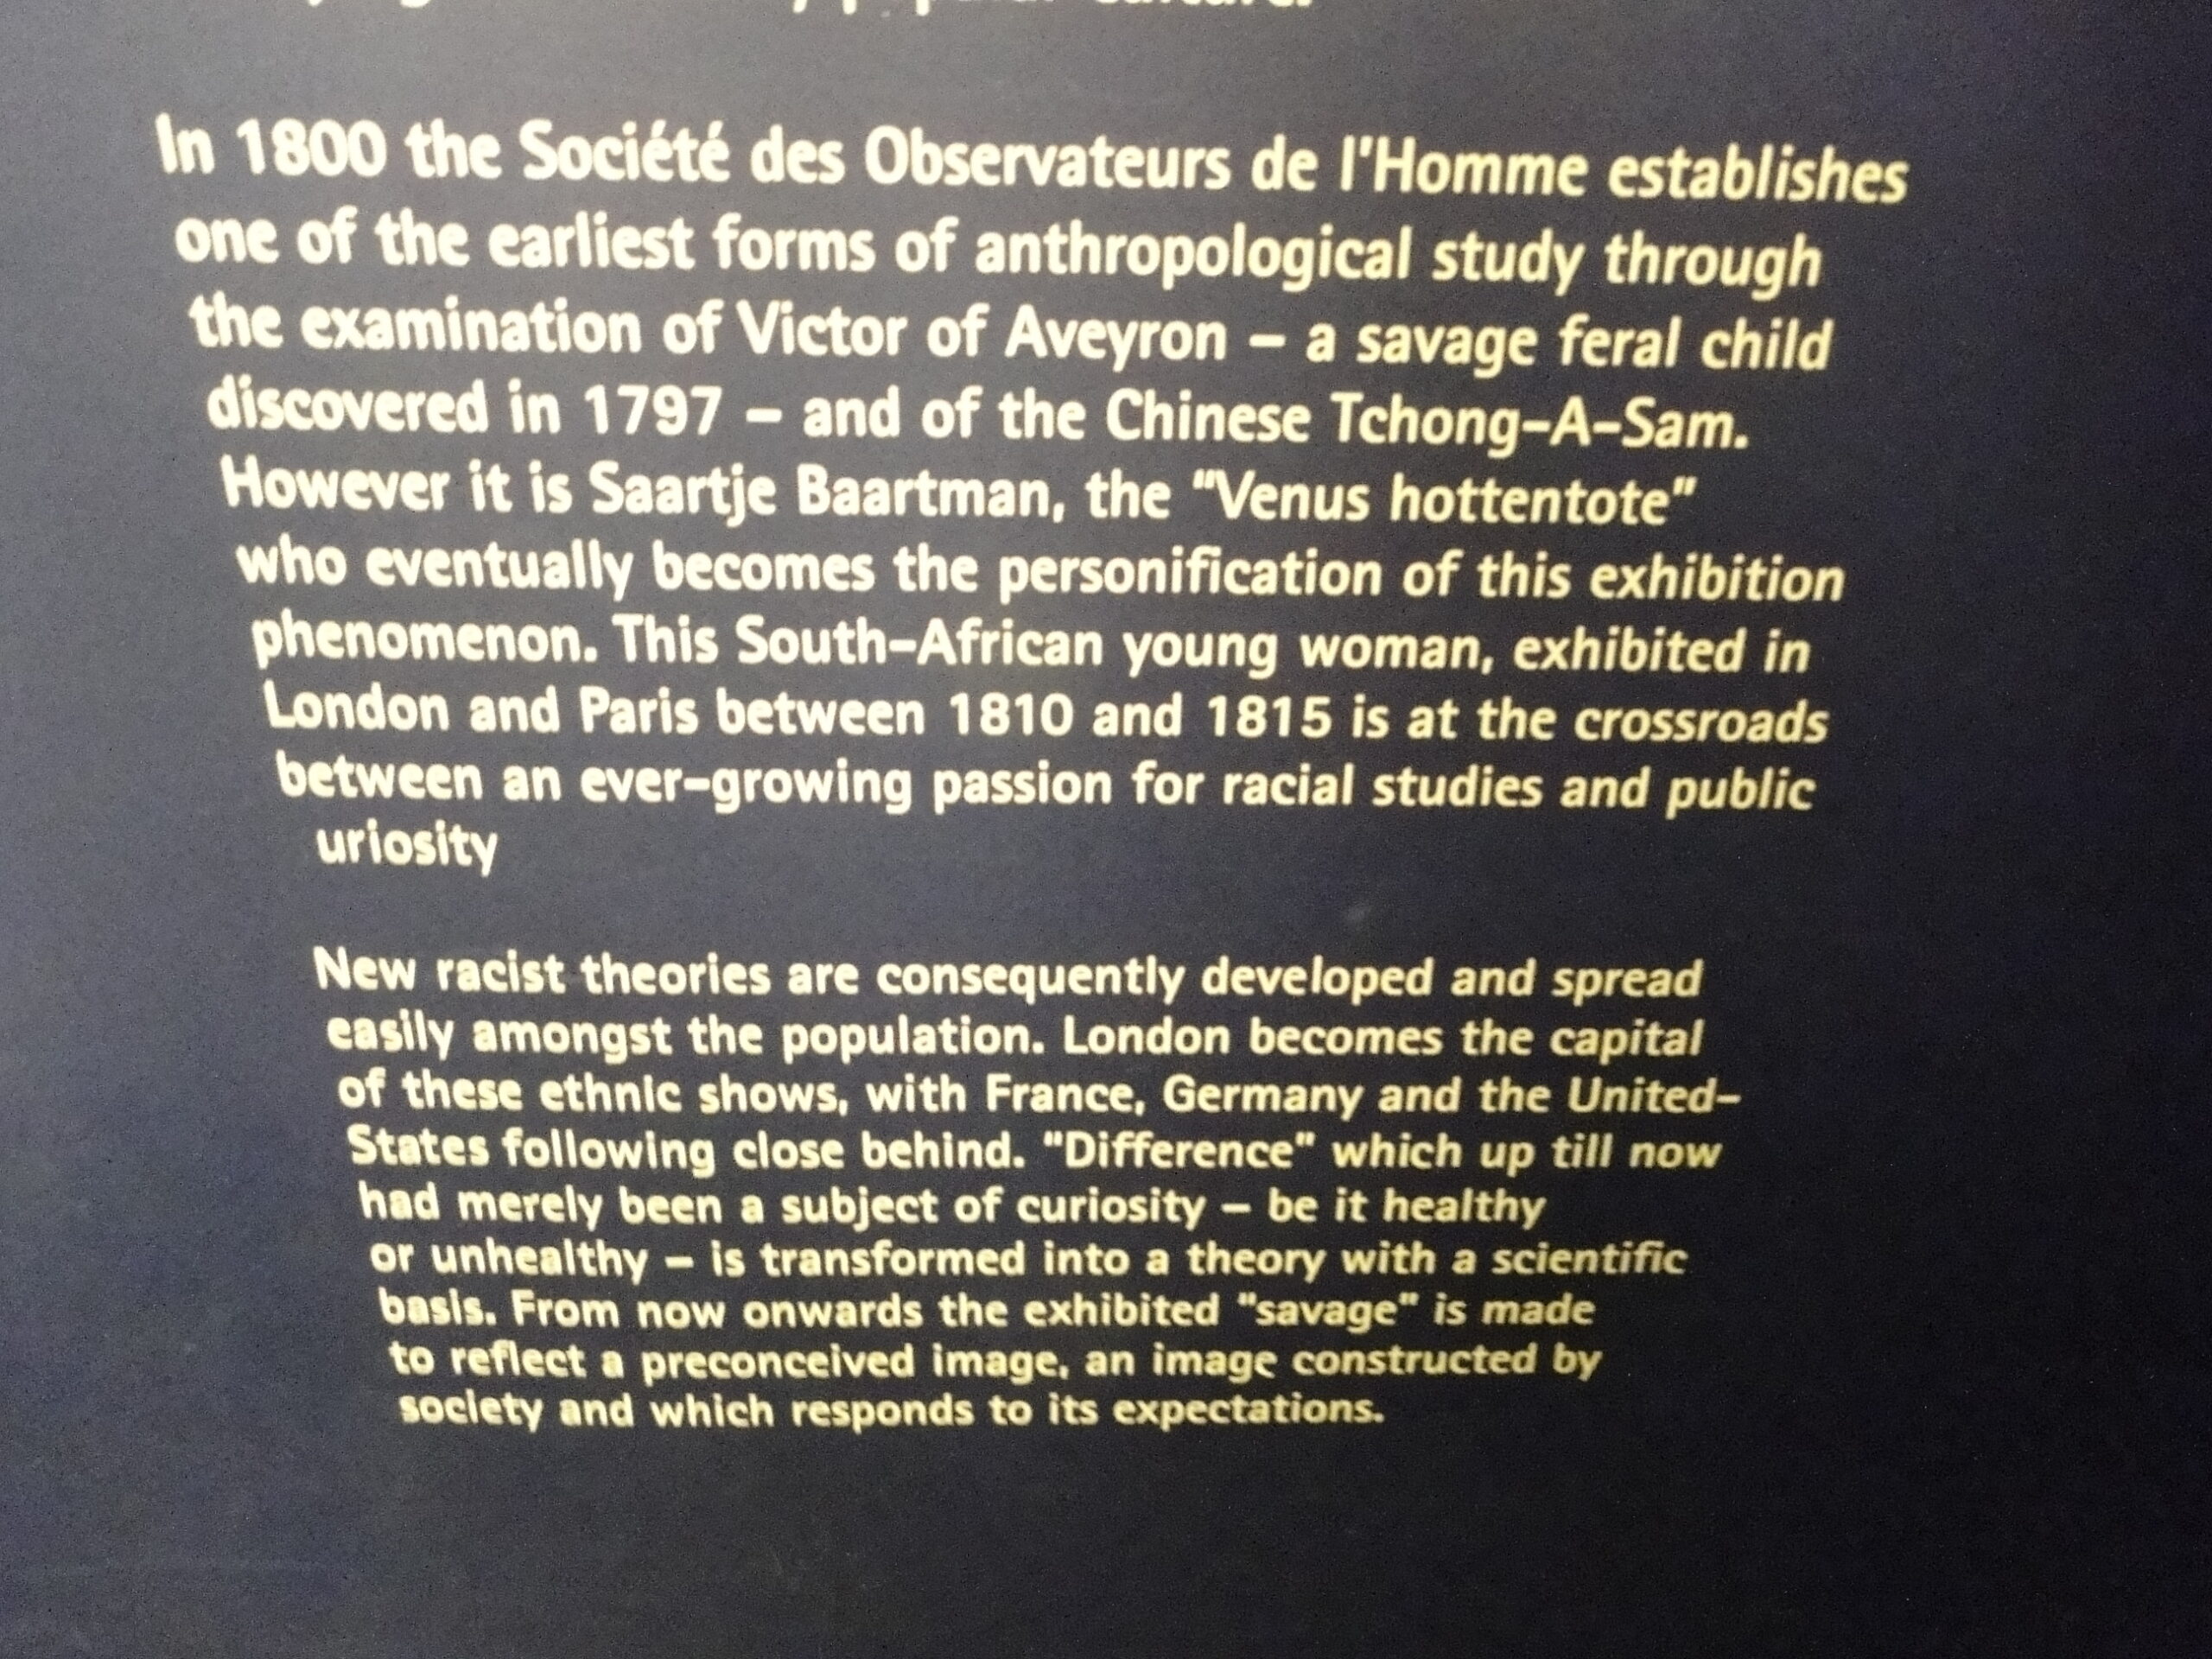 culture.
In 1800 the Société des Observateurs de l'Homme establishes
one of the earliest forms of anthropological study through
the examination of Victor of Aveyron – a savage feral child
discovered in 1797 – and of the Chinese Tchong-A-Sam.
However it is Saartje Baartman, the "Venus hottentote"
who eventually becomes the personification of this exhibition
phenomenon. This South-African young woman, exhibited in
London and Paris between 1810 and 1815 is at the crossroads
between an ever-growing passion for racial studies and public
uriosity
New racist theories are consequently developed and spread
easily amongst the population. London becomes the capital
of these ethnic shows, with France, Germany and the United-
States following close behind. "Difference" which up till now
had merely been a subject of curiosity – be it healthy
or unhealthy – is transformed into a theory with a scientific
basis. From now onwards the exhibited "savage" is made
to reflect a preconceived image, an image constructed by
society and which responds to its expectations.